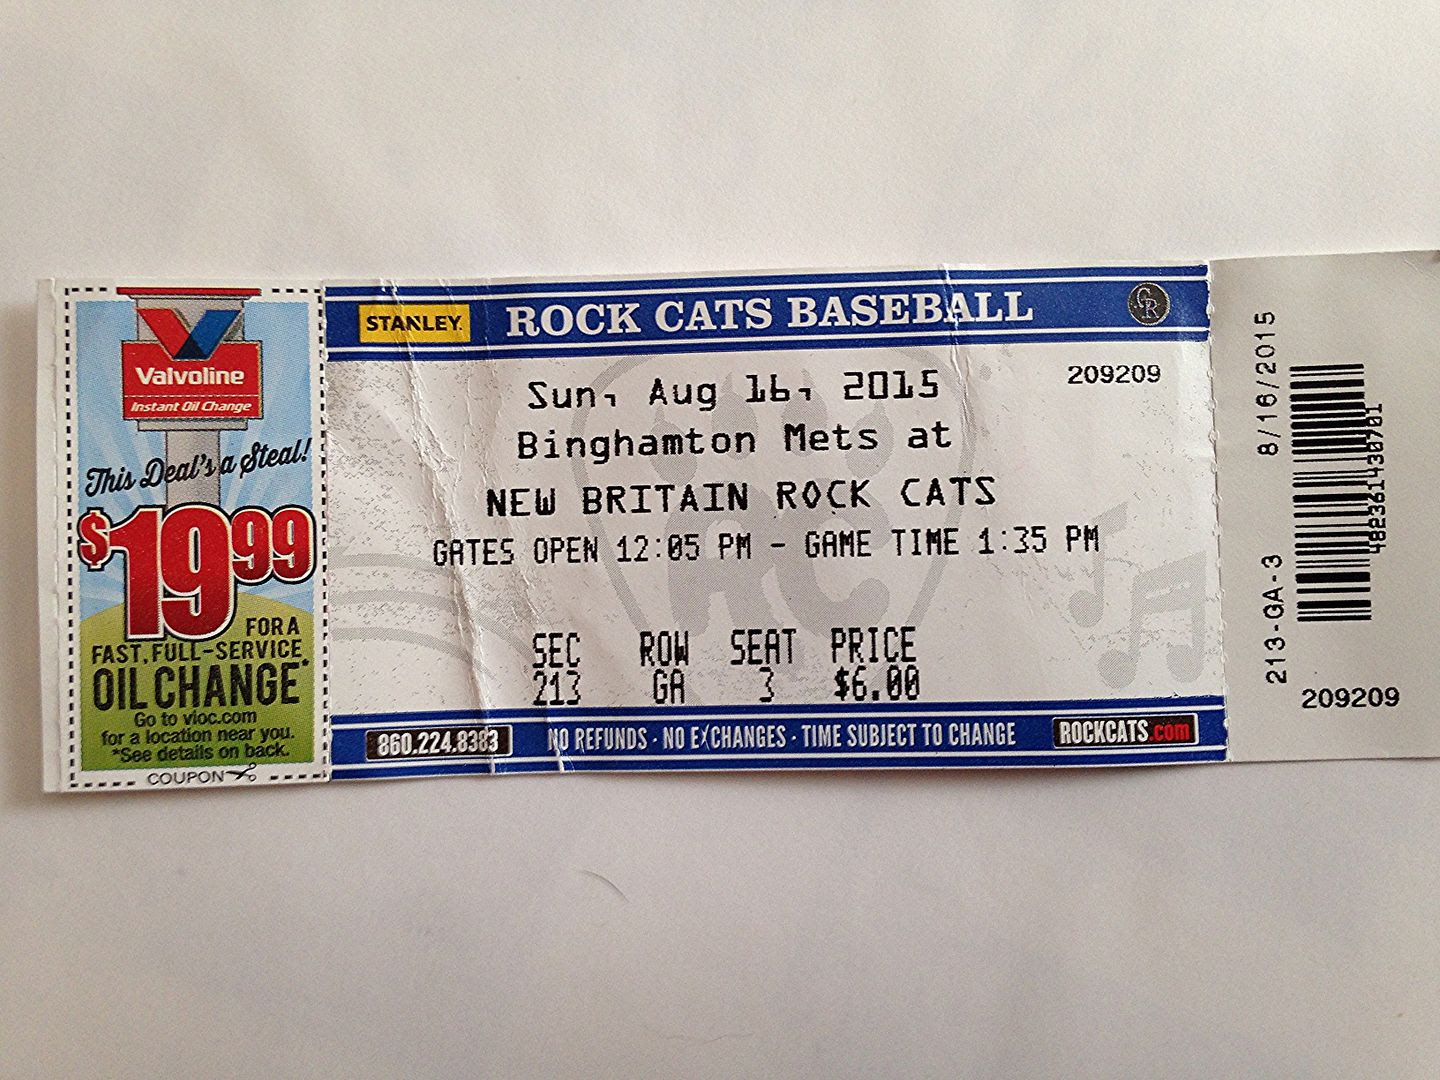 Valvoline
Instant Oil Change
This Deal's a Steal!
$19.99
FOR A
FAST, FULL-SERVICE
OIL CHANGE*
Go to vioc.com
for a location near you.
*See details on back.
COUPON
STANLEY
ROCK CATS BASEBALL
CR
Sun, Aug 16, 2015
209209
Binghamton Mets at
NEW BRITAIN ROCK CATS
GATES OPEN 12:05 PM - GAME TIME 1:35 PM
SEC ROW SEAT PRICE
213 GA 3 $6.00
860.224.8383 NO REFUNDS · NO EXCHANGES · TIME SUBJECT TO CHANGE ROCKCATS.com
213-GA-3 8/16/2015
482361430701
209209